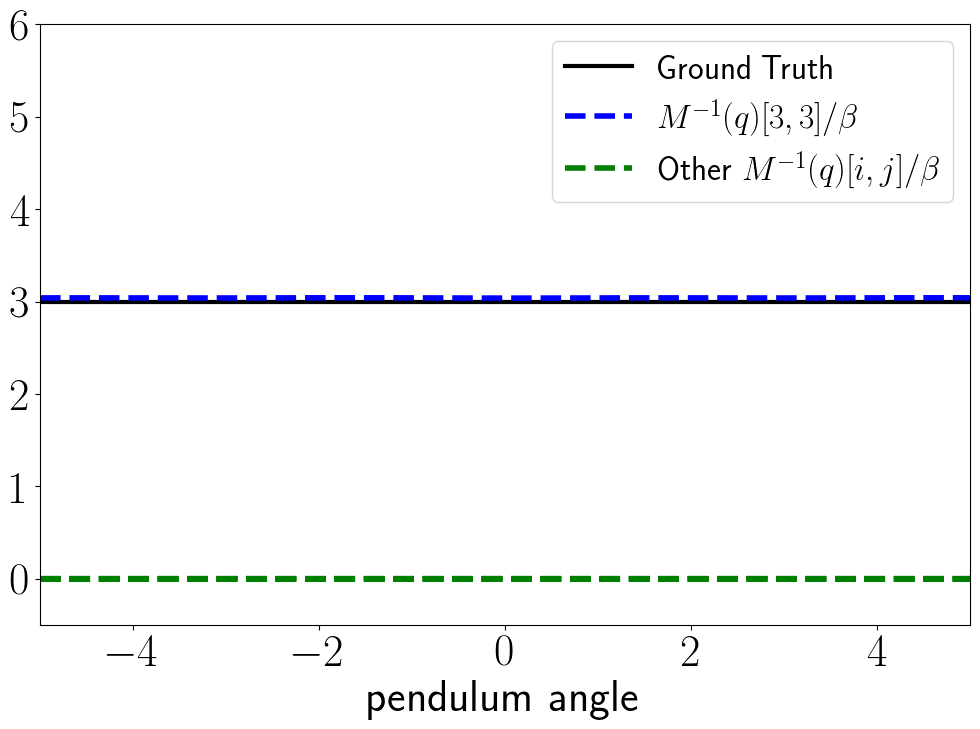 6
5
4
3
2
1
0
Ground Truth
M⁻¹(q)[3, 3]/β
Other M⁻¹(q)[i, j]/β
−4 −2 0 2 4
pendulum angle